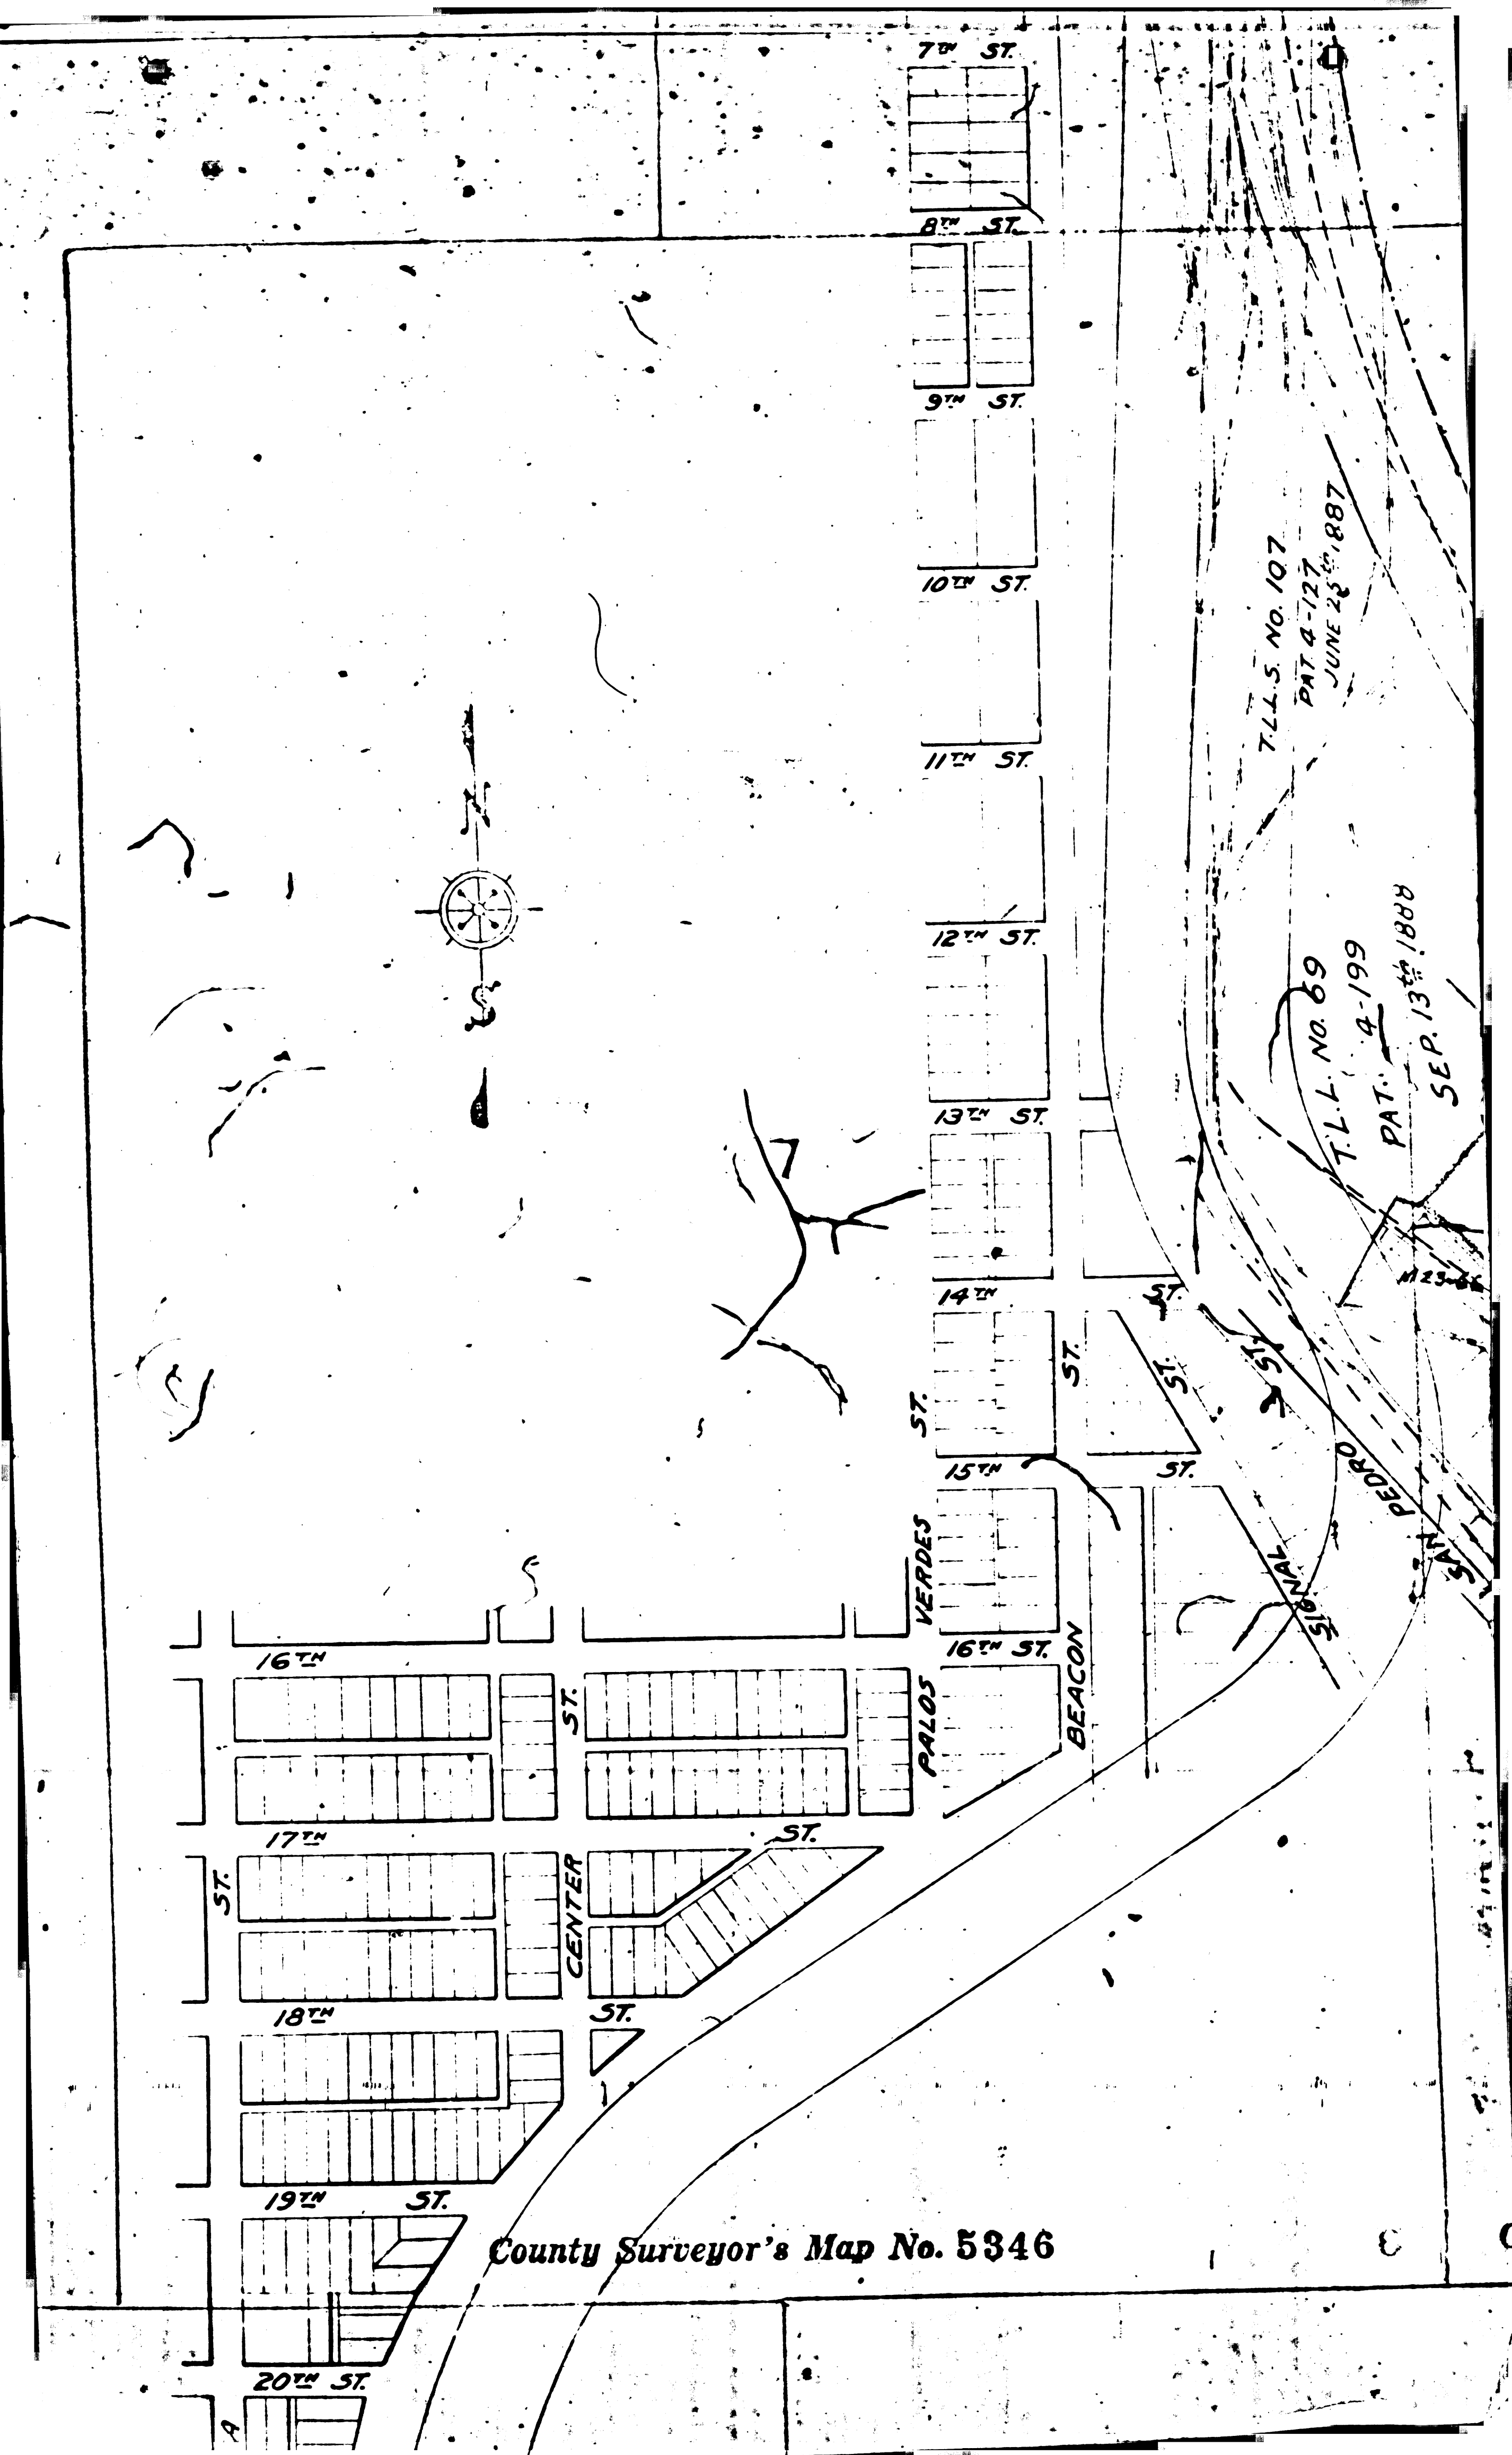 7TH ST.
8TH ST.
9TH ST.
10TH ST.
11TH ST.
12TH ST.
13TH ST.
14TH ST.
15TH ST.
16TH ST.
16TH ST.
17TH ST.
18TH ST.
19TH ST.
20TH ST.
N
S
T.L.L.S. NO. 107
PAT. 4-127
JUNE 25th 1887
T.L.L. NO. 69
PAT. 4-199
SEP. 13th 1888
M 23-66
PALOS VERDES ST.
BEACON ST.
SIGNAL ST.
SAN PEDRO ST.
CENTER ST.
ST.
A
County Surveyor's Map No. 5346